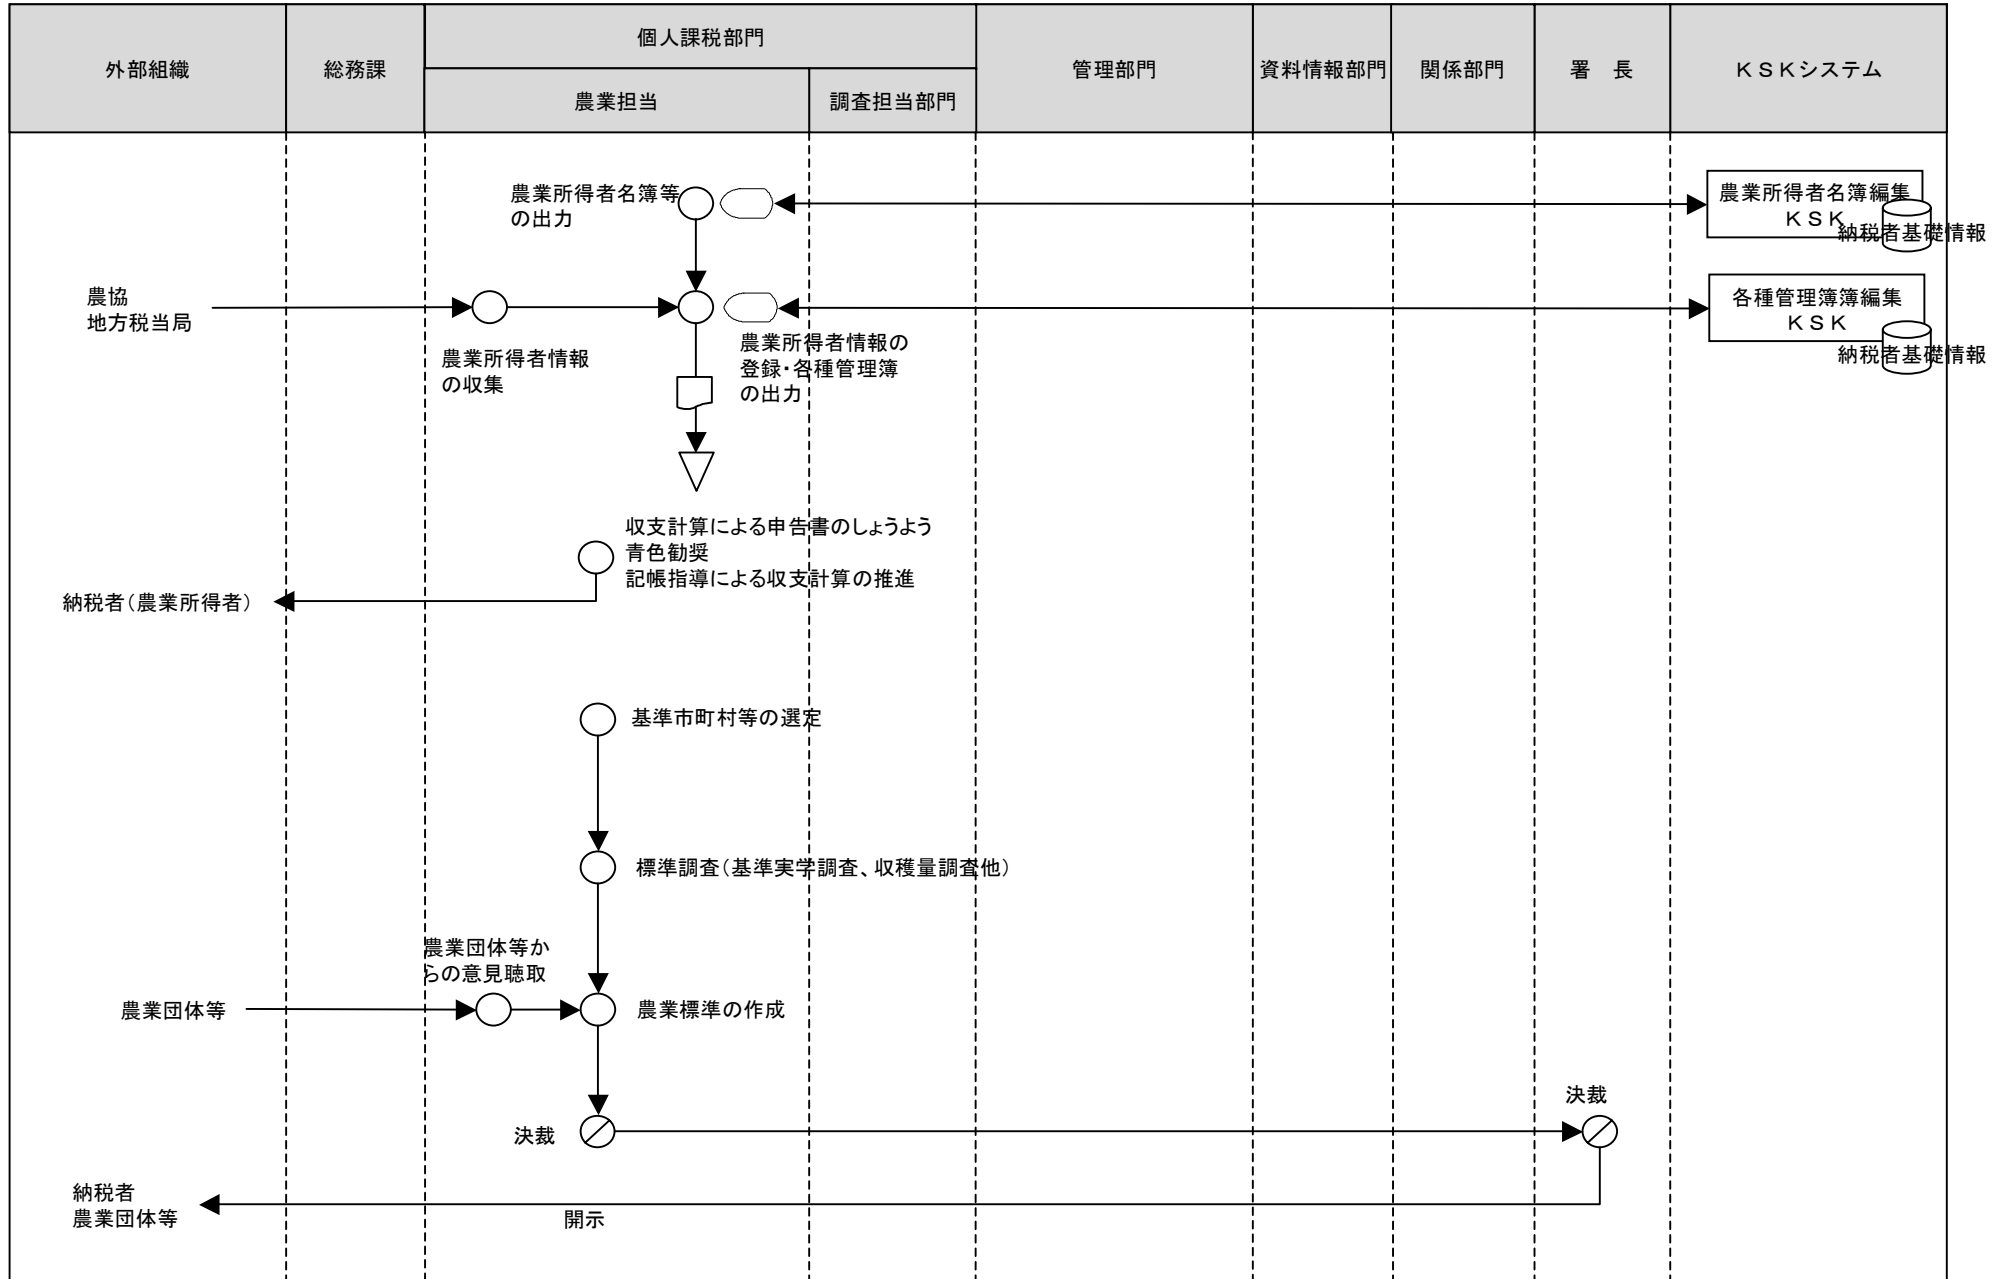 外部組織
総務課
個人課税部門
農業担当
調査担当部門
管理部門
資料情報部門
関係部門
署　長
ＫＳＫシステム
農業所得者名簿等
の出力
農業所得者名簿編集
ＫＳＫ
納税者基礎情報
農協
地方税当局
農業所得者情報
の収集
農業所得者情報の
登録・各種管理簿
の出力
各種管理簿簿編集
ＫＳＫ
納税者基礎情報
収支計算による申告書のしょうよう
青色勧奨
記帳指導による収支計算の推進
納税者（農業所得者）
基準市町村等の選定
標準調査（基準実学調査、収穫量調査他）
農業団体等か
らの意見聴取
農業団体等
農業標準の作成
決裁
決裁
納税者
農業団体等
開示